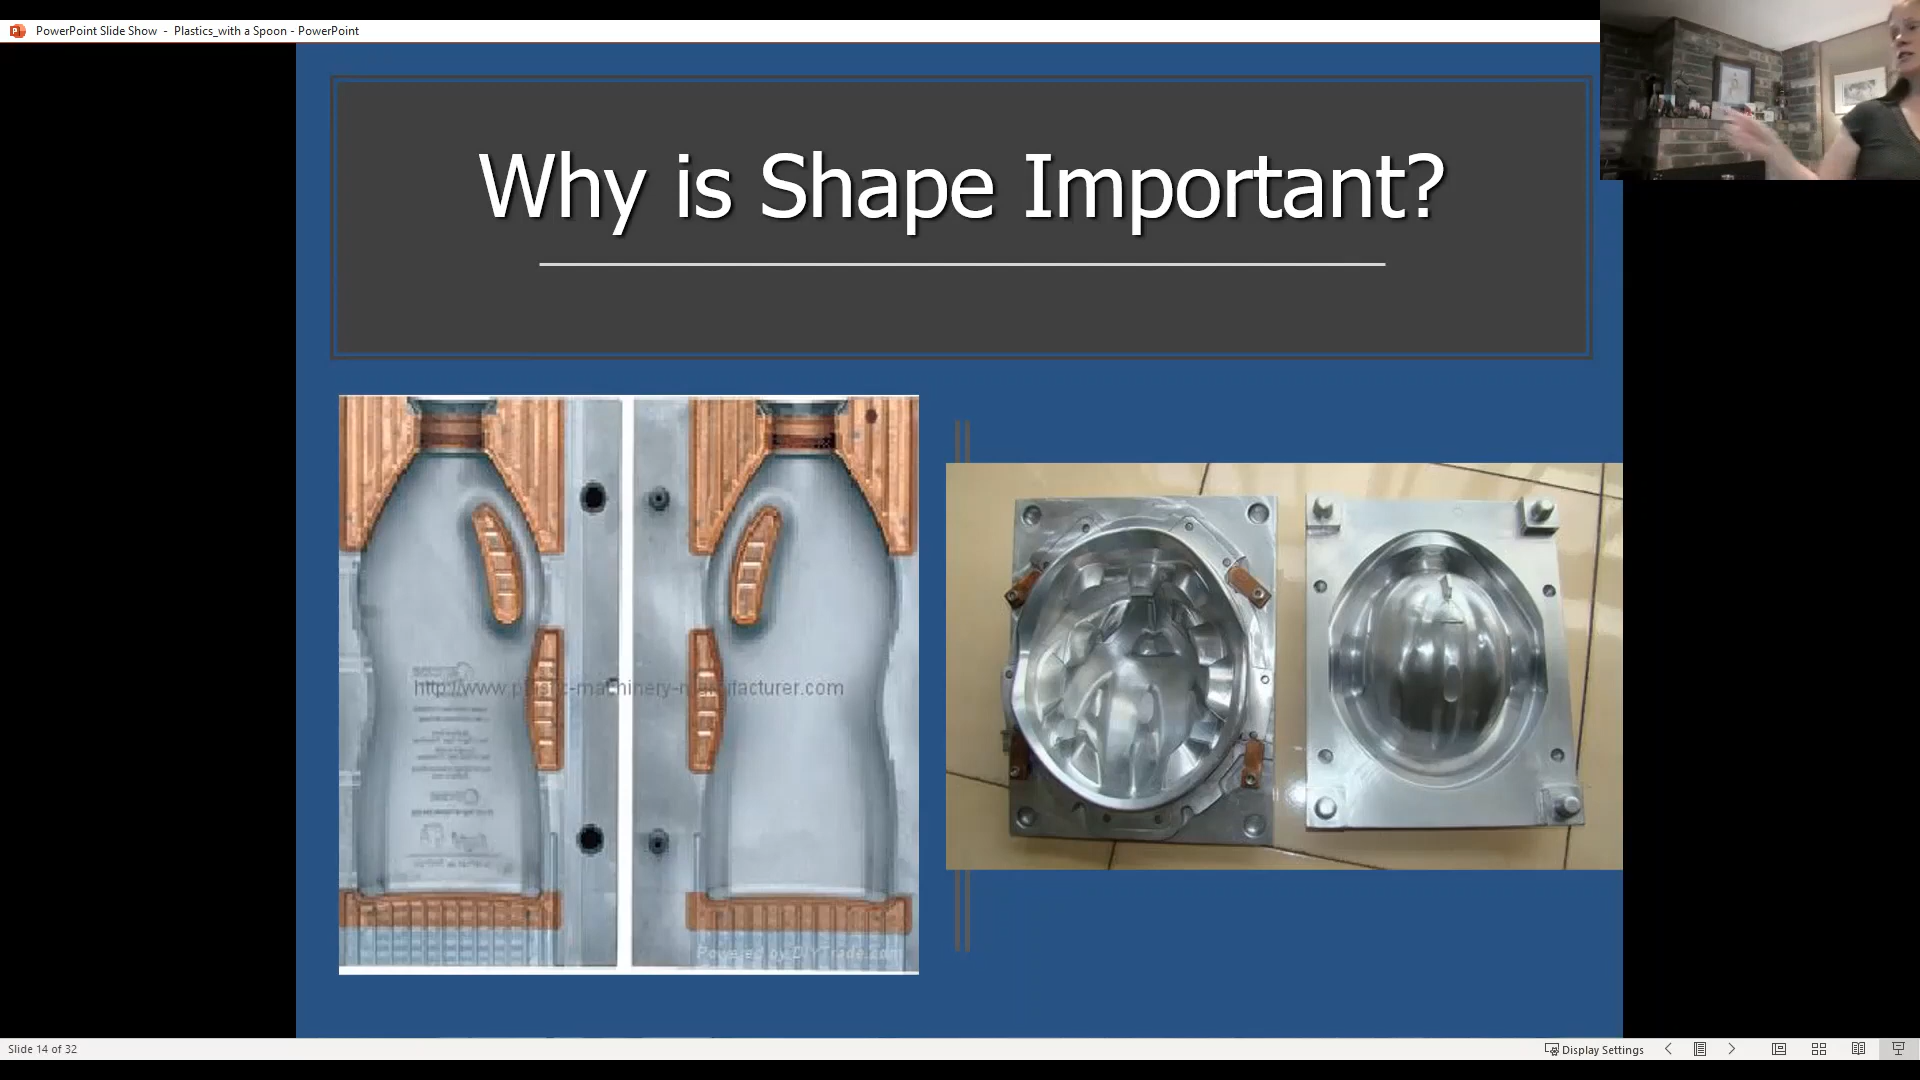 PowerPoint Slide Show - Plastics_with a Spoon - PowerPoint
Why is Shape Important?
http://www.plastic-machinery-manufacturer.com
Powered by DIYTrade.com
Slide 14 of 32
Display Settings